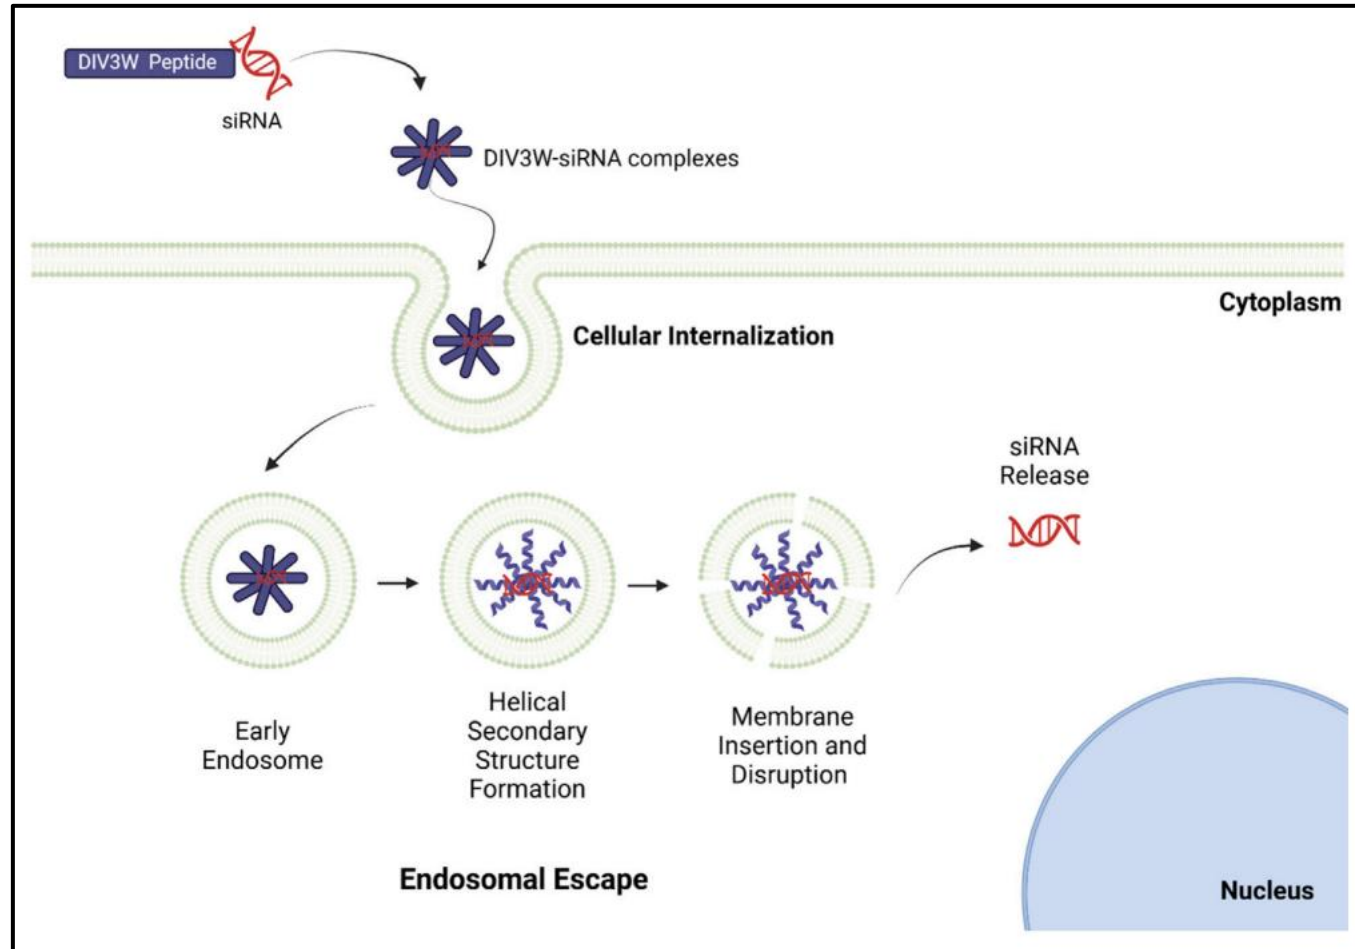 DIV3W Peptide
siRNA
DIV3W-siRNA complexes
Cytoplasm
Cellular Internalization
siRNA
Release
Early
Endosome
Helical
Secondary
Structure
Formation
Membrane
Insertion and
Disruption
Endosomal Escape
Nucleus